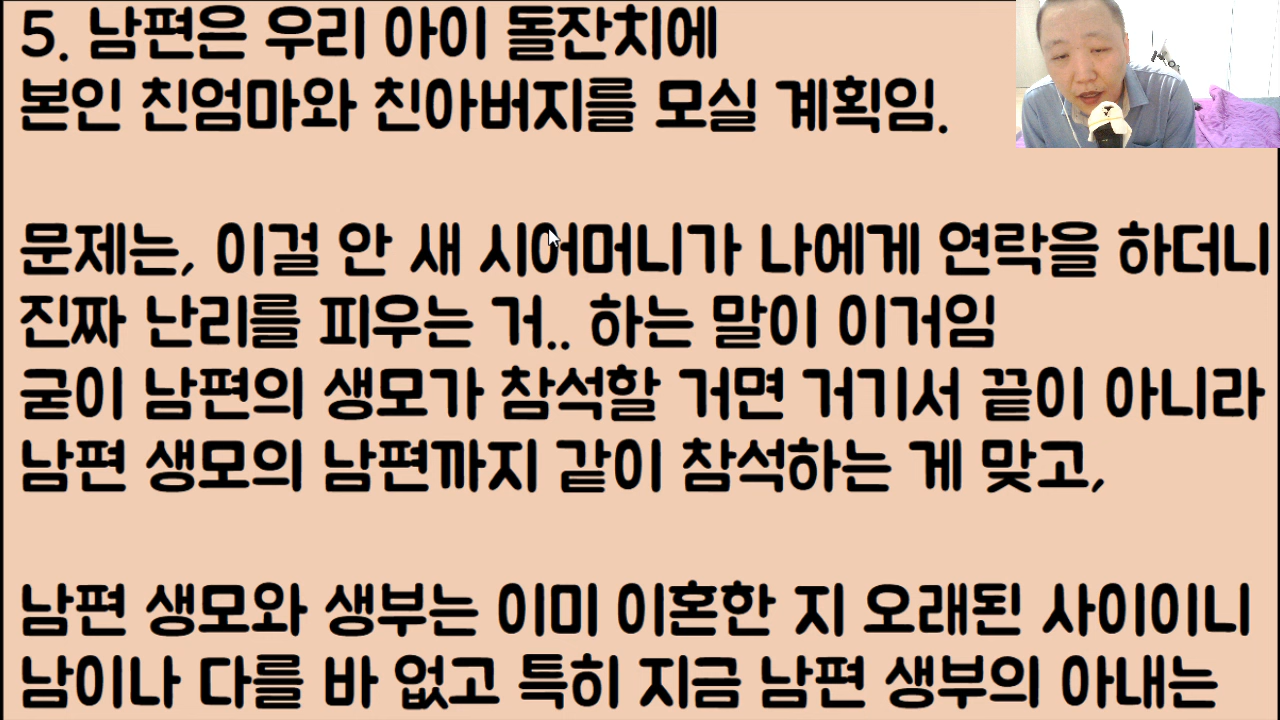 5. 남편은 우리 아이 돌잔치에
본인 친엄마와 친아버지를 모실 계획임.
문제는, 이걸 안 새 시어머니가 나에게 연락을 하더니
진짜 난리를 피우는 거.. 하는 말이 이거임
굳이 남편의 생모가 참석할 거면 거기서 끝이 아니라
남편 생모의 남편까지 같이 참석하는 게 맞고,
남편 생모와 생부는 이미 이혼한 지 오래된 사이이니
남이나 다를 바 없고 특히 지금 남편 생부의 아내는